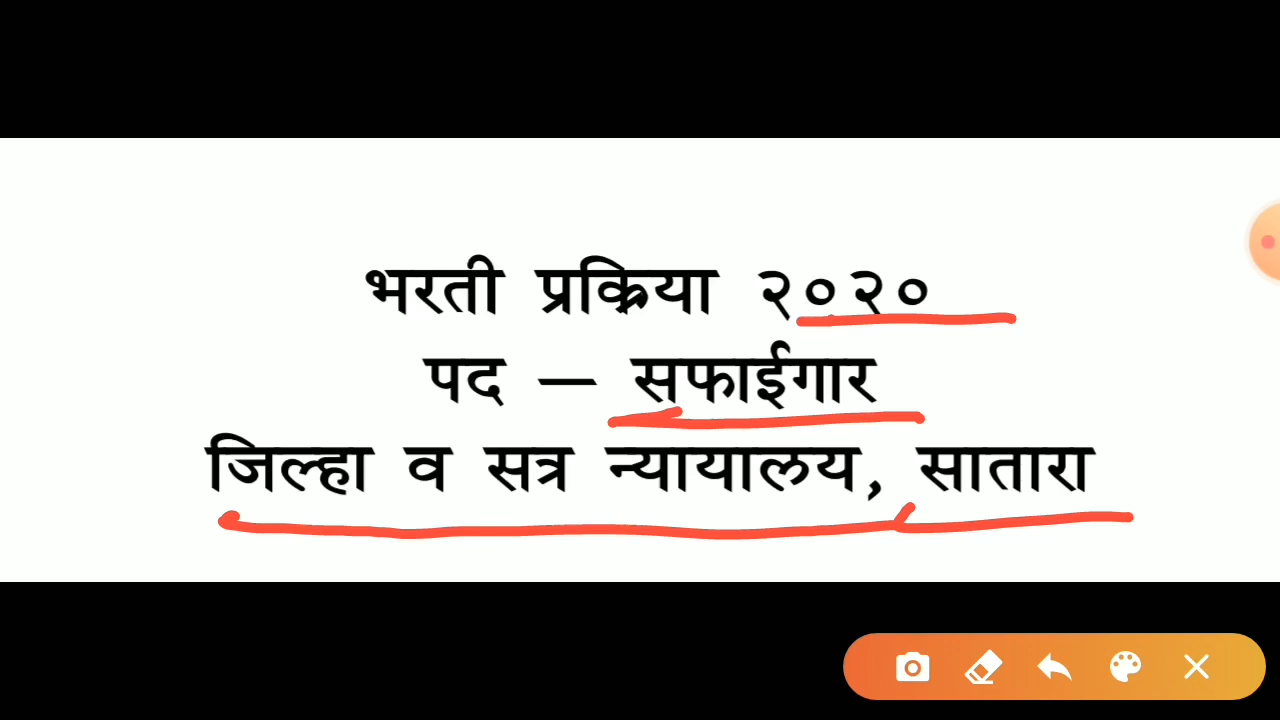 भरती प्रक्रिया २०२०
पद – सफाईगार
जिल्हा व सत्र न्यायालय, सातारा